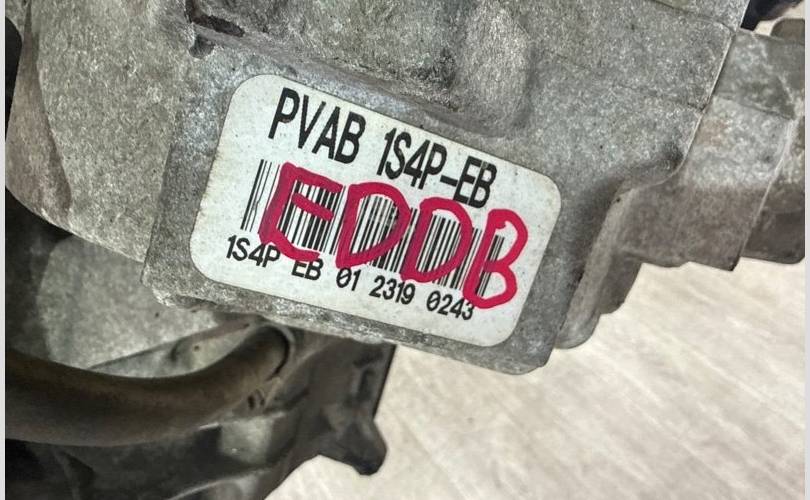 PVAB 1S4P-EB
EDDB
1S4P EB 01 2319 0243